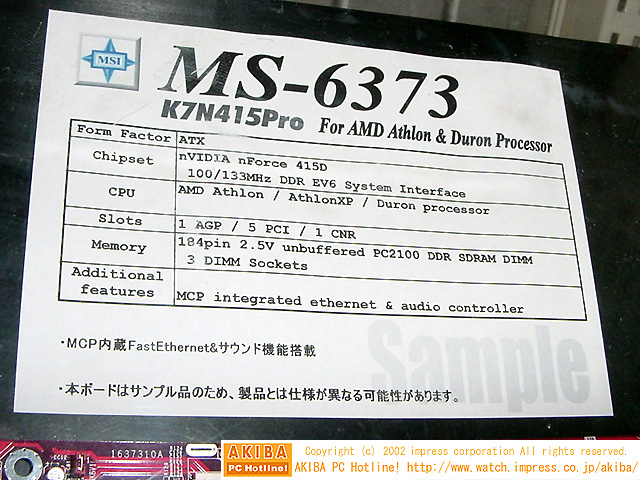 MSI
MS-6373
K7N415Pro For AMD Athlon & Duron Processor
Form Factor ATX
Chipset nVIDIA nForce 415D
100/133MHz DDR EV6 System Interface
CPU AMD Athlon / AthlonXP / Duron processor
Slots 1 AGP / 5 PCI / 1 CNR
Memory 184pin 2.5V unbuffered PC2100 DDR SDRAM DIMM
3 DIMM Sockets
Additional
features MCP integrated ethernet & audio controller
Sample
・MCP内蔵FastEthernet&サウンド機能搭載
・本ボードはサンプル品のため、製品とは仕様が異なる可能性があります。
1637310A
AKIBA
PC Hotline!
Copyright (c) 2002 impress corporation All rights reserved.
AKIBA PC Hotline! http://www.watch.impress.co.jp/akiba/